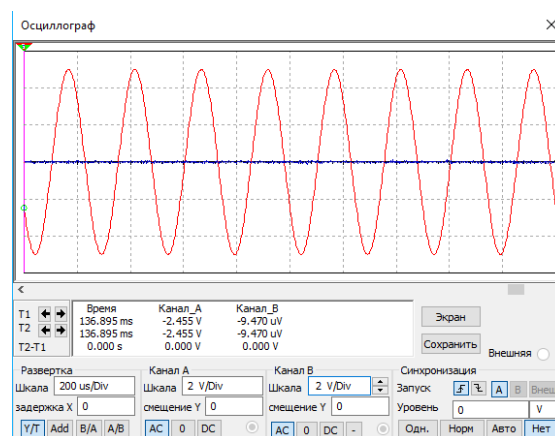 Осциллограф
Время Канал_A Канал_B
T1 136.895 ms -2.455 V -9.470 uV
T2 136.895 ms -2.455 V -9.470 uV
T2-T1 0.000 s 0.000 V 0.000 V
Экран
Сохранить
Внешняя
Развертка Канал A Канал B Синхронизация
Шкала 200 us/Div Шкала 2 V/Div Шкала 2 V/Div Запуск A B Внеш
задержка X 0 смещение Y 0 смещение Y 0 Уровень 0 V
Y/T Add B/A A/B AC 0 DC AC 0 DC - Одн. Норм Авто Нет